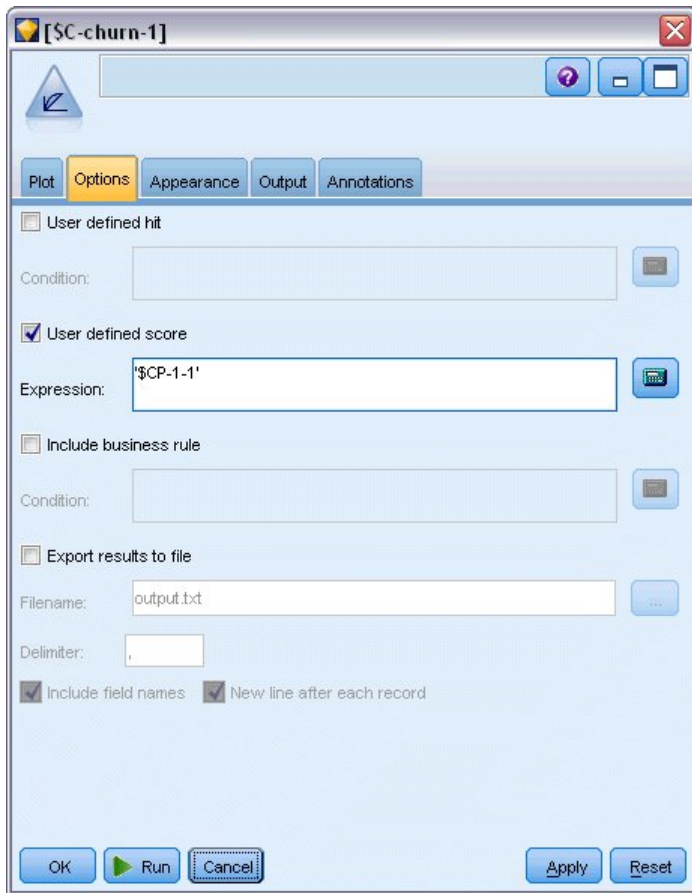 [$C-churn-1]
Plot Options Appearance Output Annotations
User defined hit
Condition:
User defined score
Expression: '$CP-1-1'
Include business rule
Condition:
Export results to file
Filename: output.txt ...
Delimiter: ,
Include field names New line after each record
OK Run Cancel Apply Reset